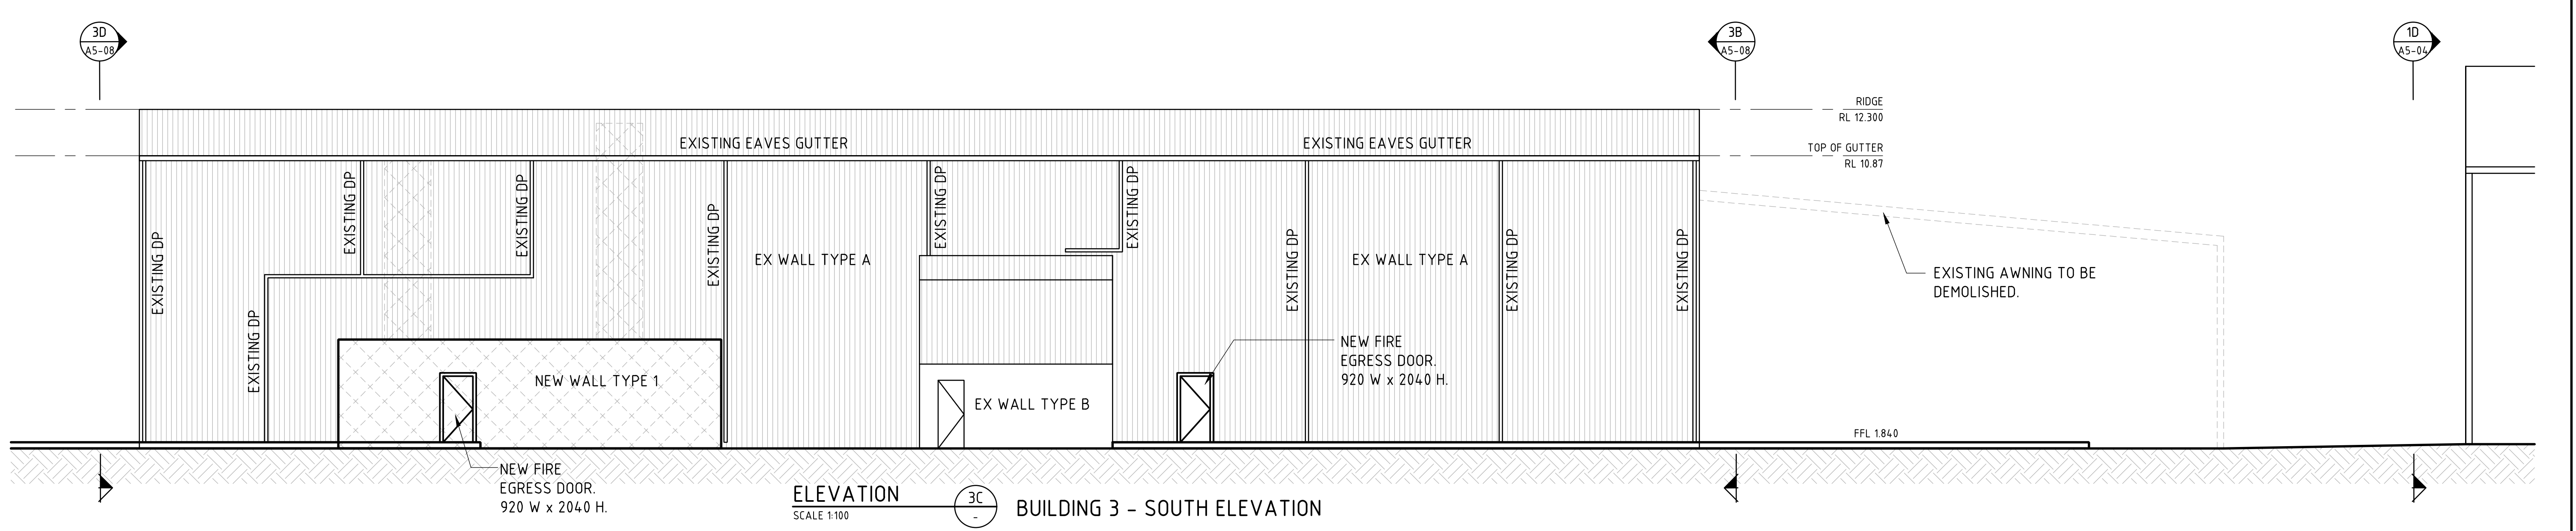 3D
A5-08
3B
A5-08
1D
A5-04
RIDGE
RL 12.300
EXISTING EAVES GUTTER
EXISTING EAVES GUTTER
TOP OF GUTTER
RL 10.87
EXISTING DP
EXISTING DP
EXISTING DP
EXISTING DP
EXISTING DP
EXISTING DP
EXISTING DP
EXISTING DP
EXISTING DP
EXISTING DP
EX WALL TYPE A
EX WALL TYPE A
EXISTING AWNING TO BE
DEMOLISHED.
NEW WALL TYPE 1
NEW FIRE
EGRESS DOOR.
920 W x 2040 H.
EX WALL TYPE B
FFL 1.840
NEW FIRE
EGRESS DOOR.
920 W x 2040 H.
ELEVATION
SCALE 1:100
3C
-
BUILDING 3 - SOUTH ELEVATION